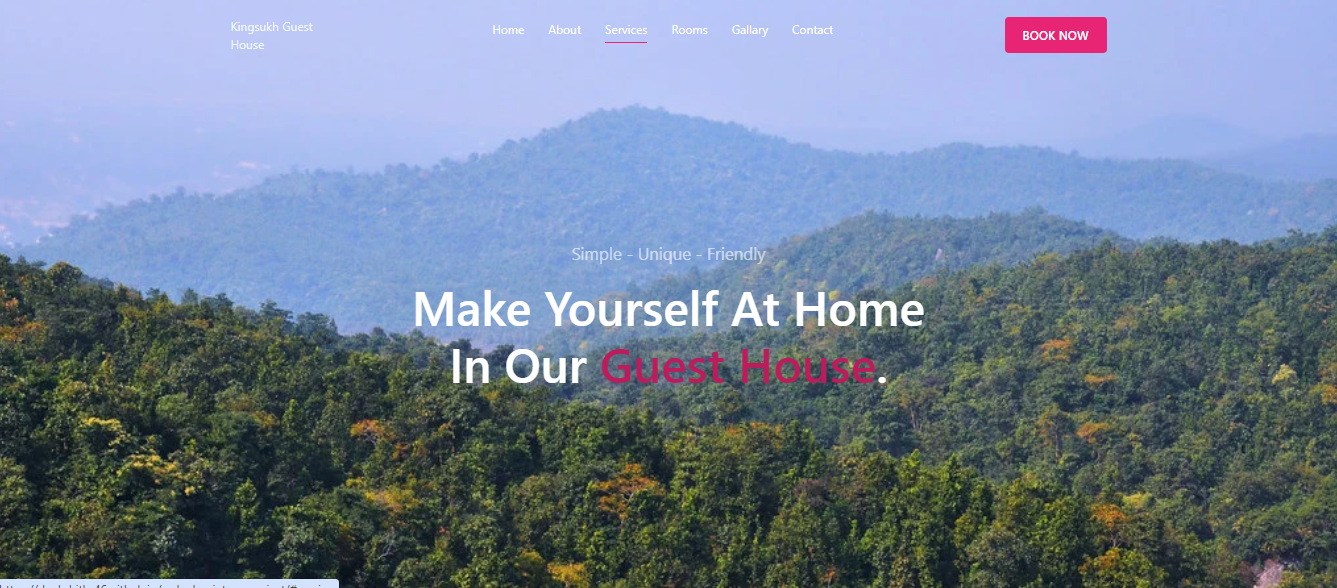 Kingsukh Guest
House
Home About Services Rooms Gallary Contact
BOOK NOW
Simple - Unique - Friendly
Make Yourself At Home
In Our Guest House.